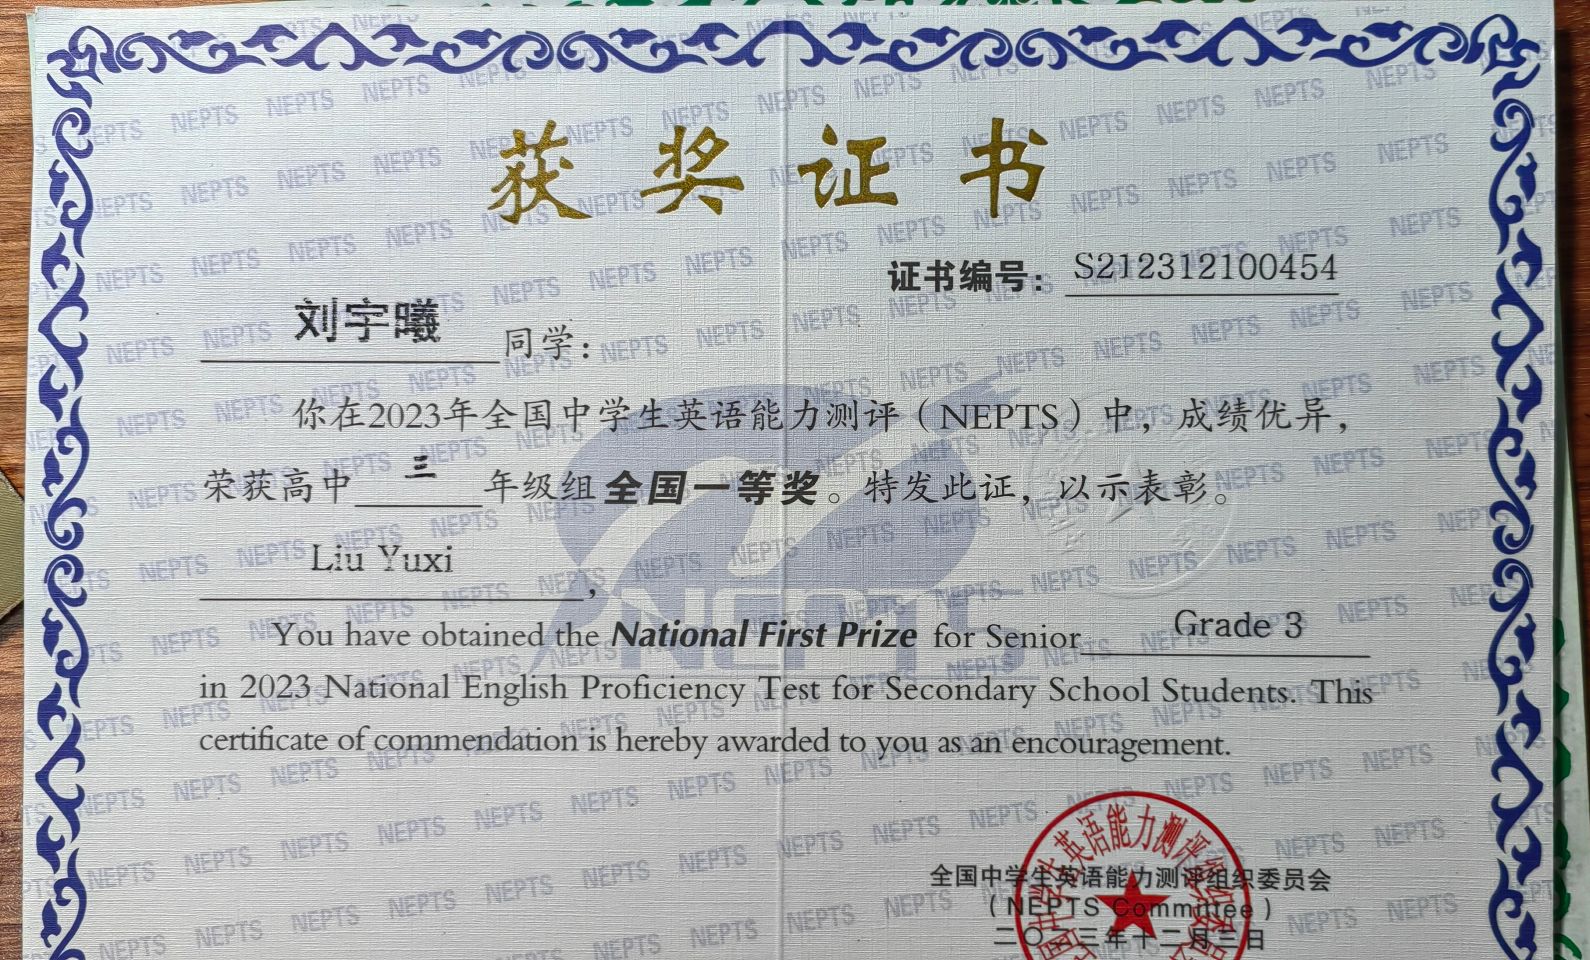 获奖证书
证书编号：S212312100454
刘宇曦同学：
你在2023年全国中学生英语能力测评（NEPTS）中，成绩优异，
荣获高中三年级组全国一等奖。特发此证，以示表彰。
Liu Yuxi,
You have obtained the National First Prize for Senior Grade 3
in 2023 National English Proficiency Test for Secondary School Students. This
certificate of commendation is hereby awarded to you as an encouragement.
全国中学生英语能力测评组织委员会
（NEPTS Committee）
二〇二三年十二月三日
NEPTS